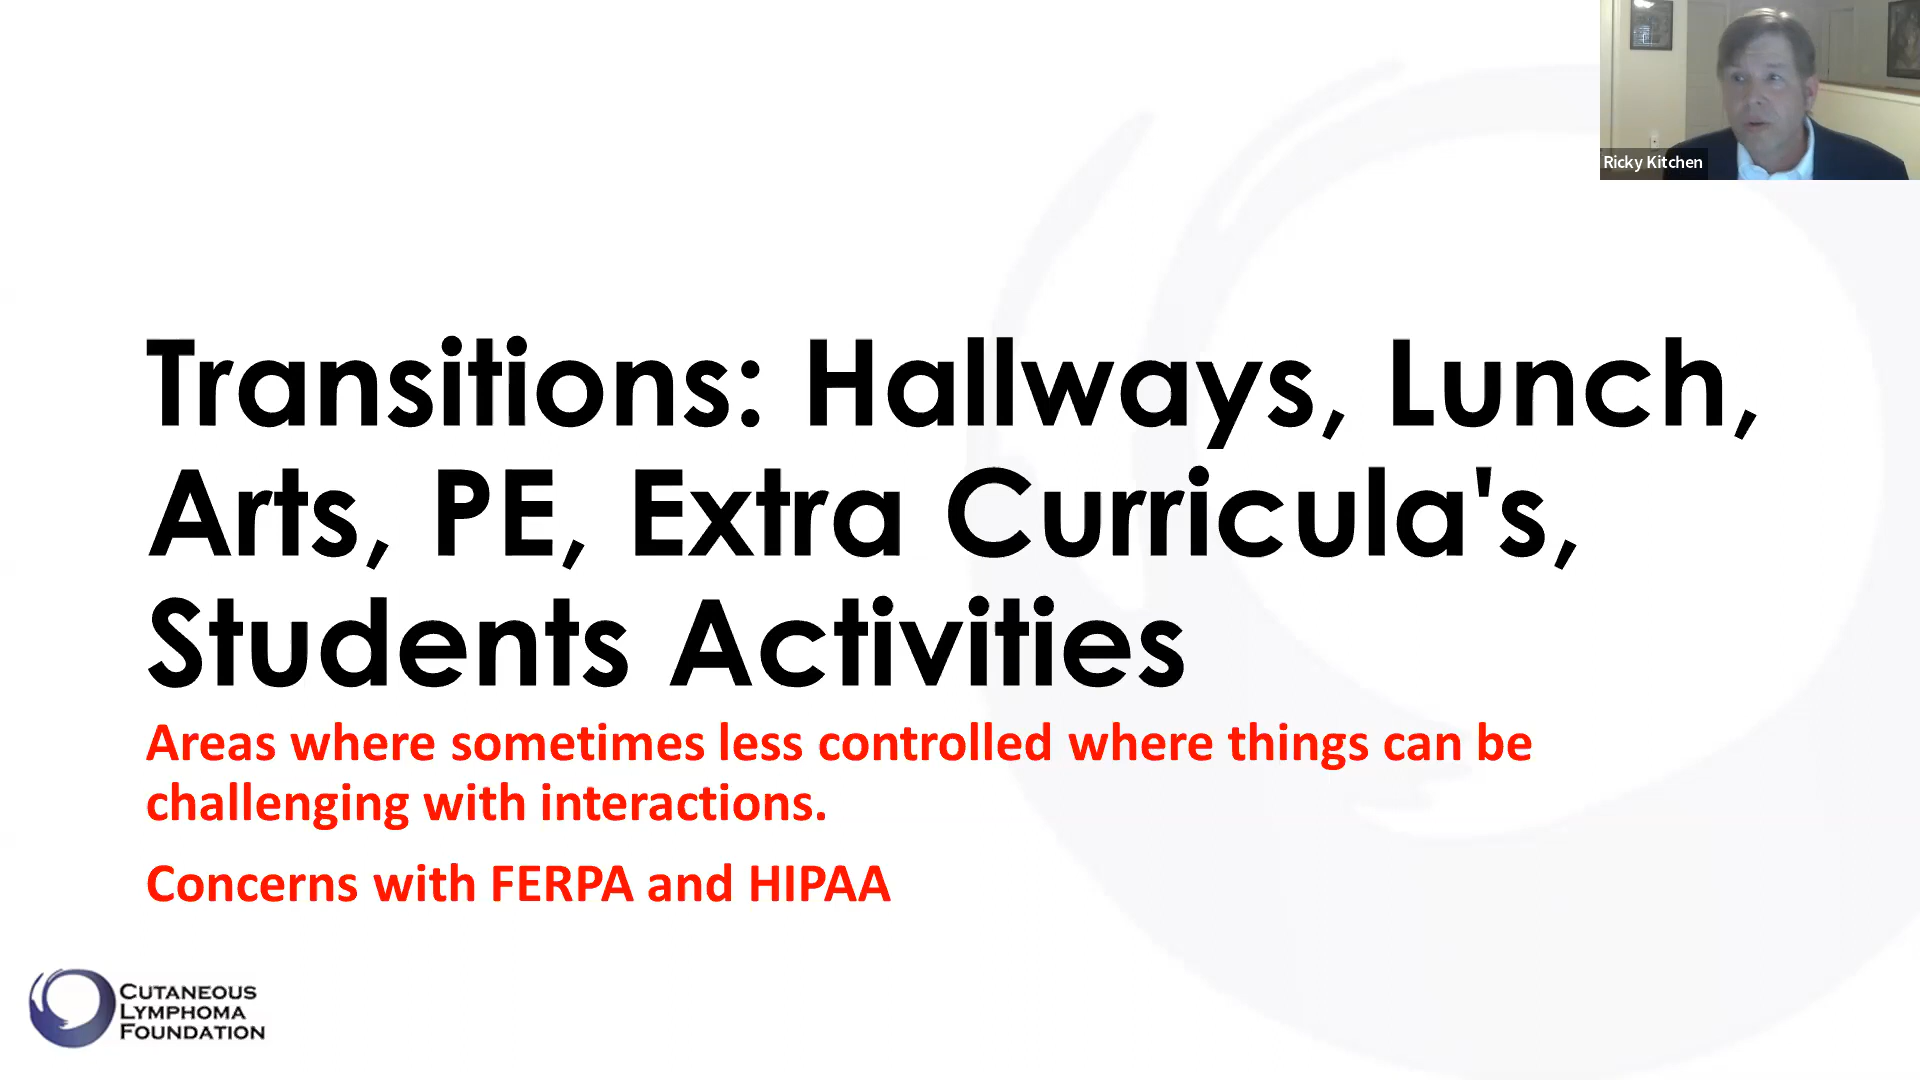 Ricky Kitchen
Transitions: Hallways, Lunch,
Arts, PE, Extra Curricula's,
Students Activities
Areas where sometimes less controlled where things can be
challenging with interactions.
Concerns with FERPA and HIPAA
CUTANEOUS
LYMPHOMA
FOUNDATION